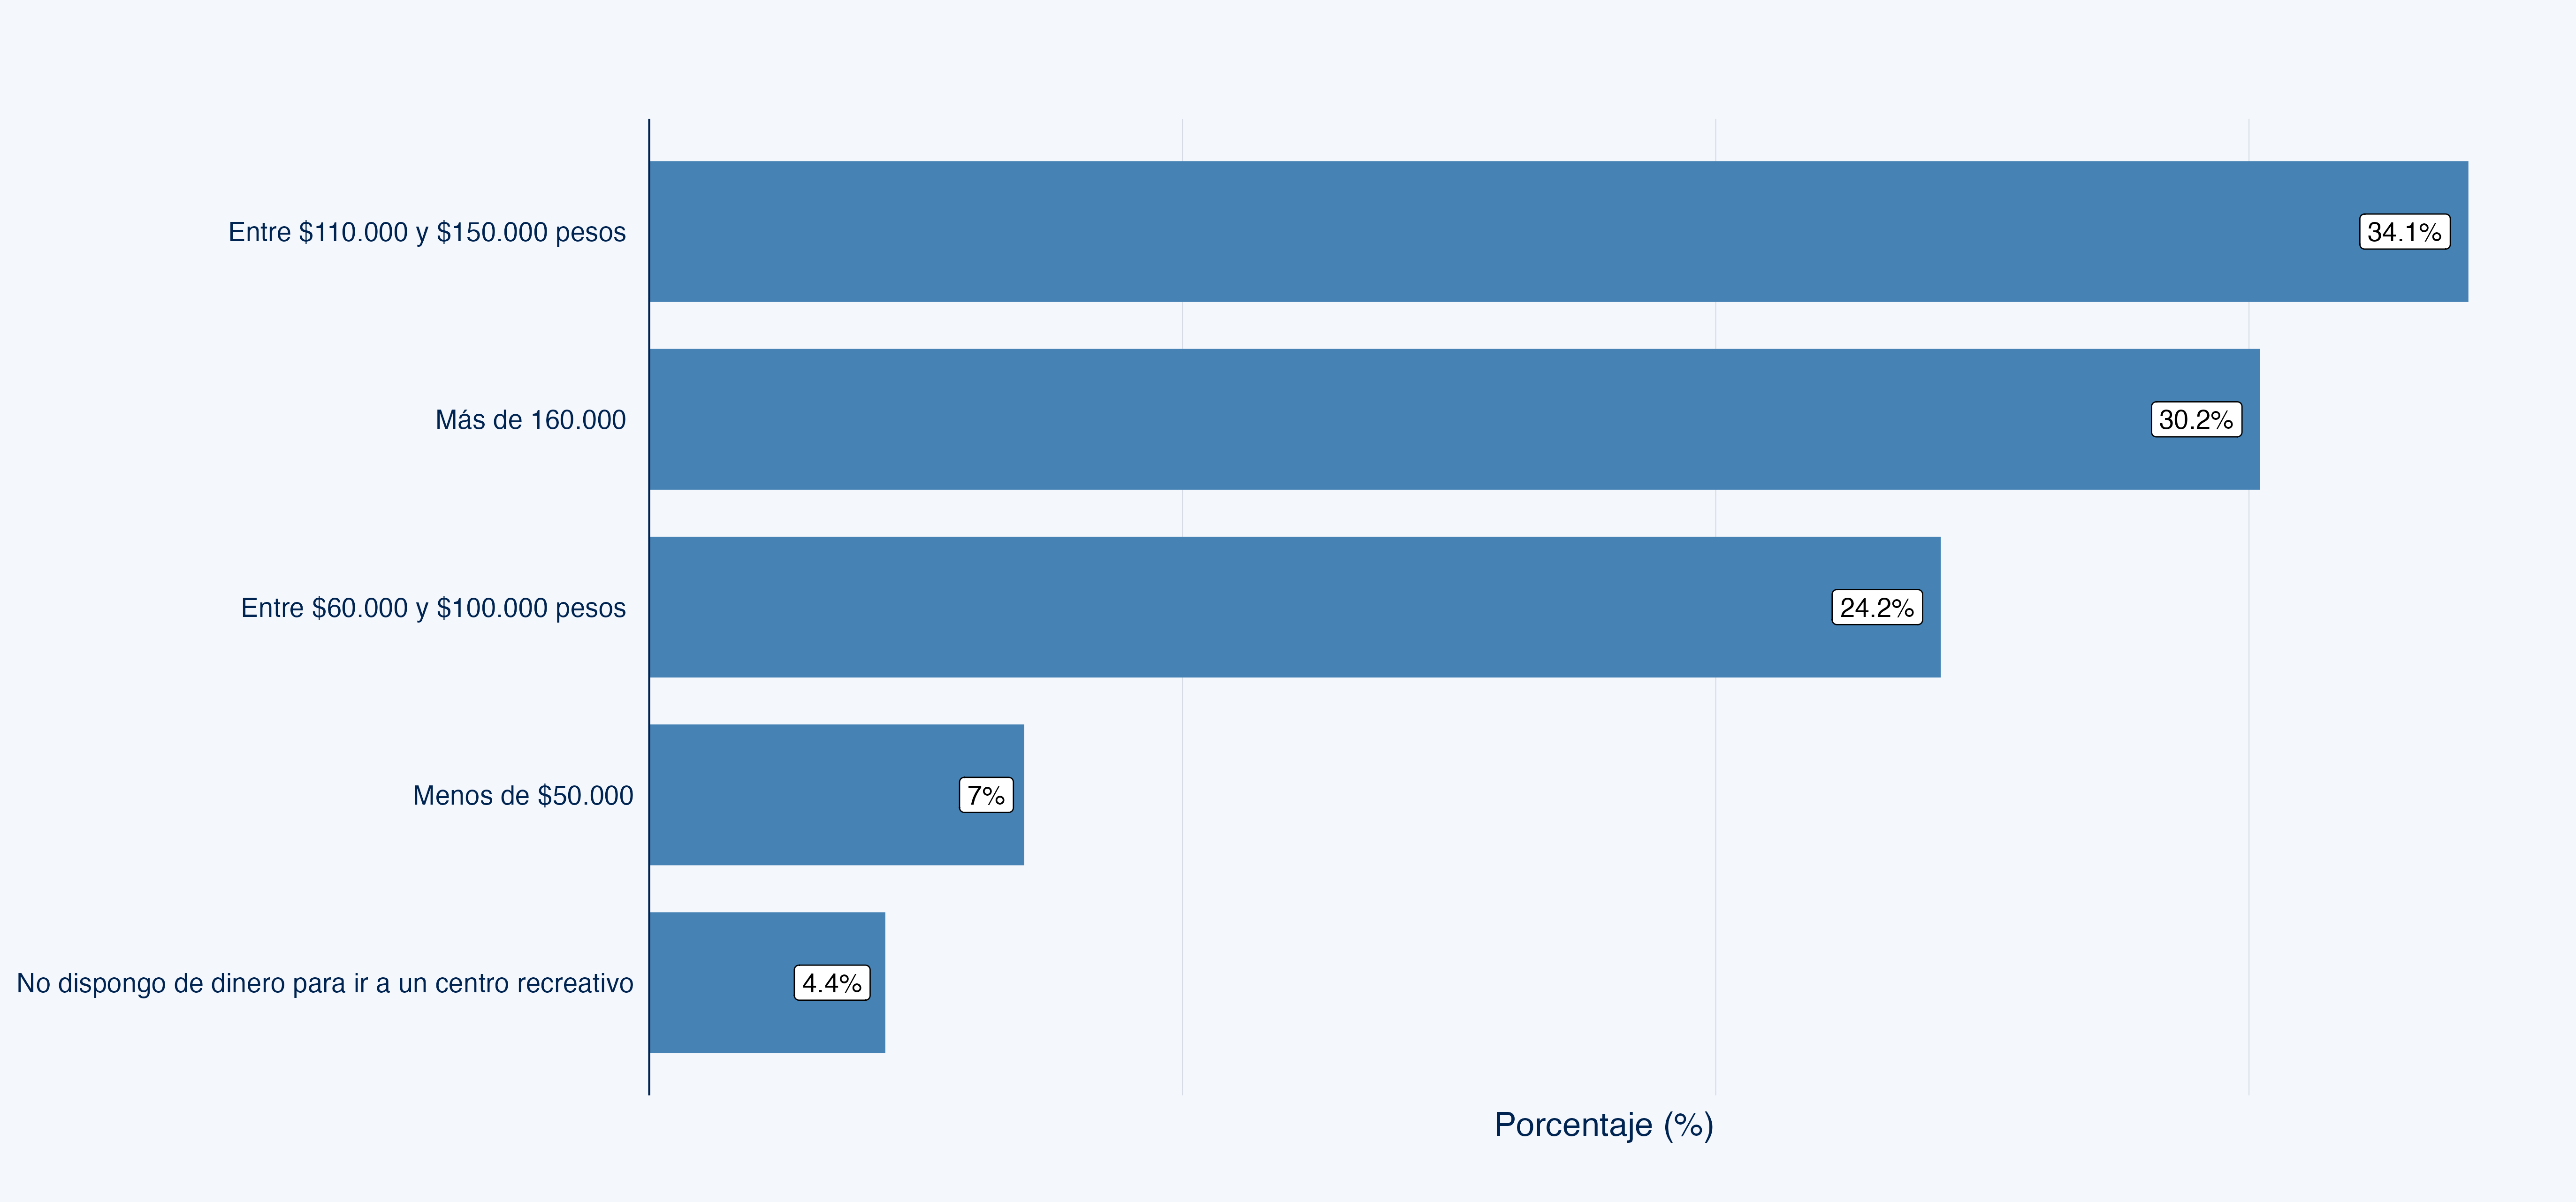 Entre $110.000 y $150.000 pesos
34.1%
Más de 160.000
30.2%
Entre $60.000 y $100.000 pesos
24.2%
Menos de $50.000
7%
No dispongo de dinero para ir a un centro recreativo
4.4%
Porcentaje (%)